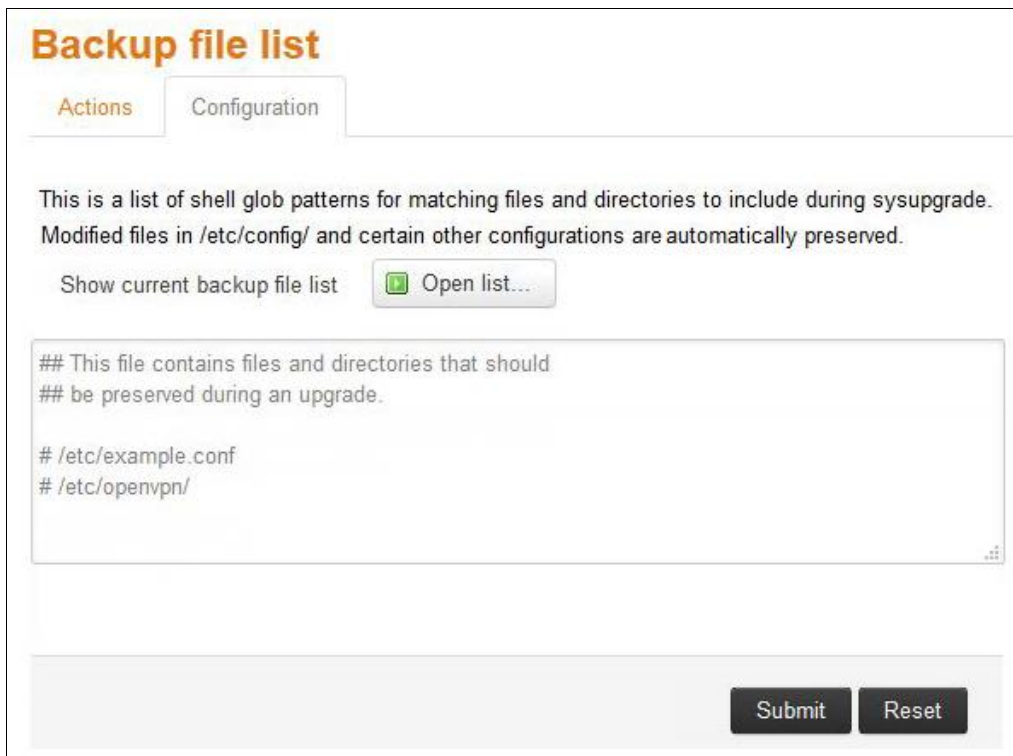 Backup file list
Actions Configuration
This is a list of shell glob patterns for matching files and directories to include during sysupgrade.
Modified files in /etc/config/ and certain other configurations are automatically preserved.
Show current backup file list Open list...
## This file contains files and directories that should
## be preserved during an upgrade.
# /etc/example.conf
# /etc/openvpn/
Submit Reset